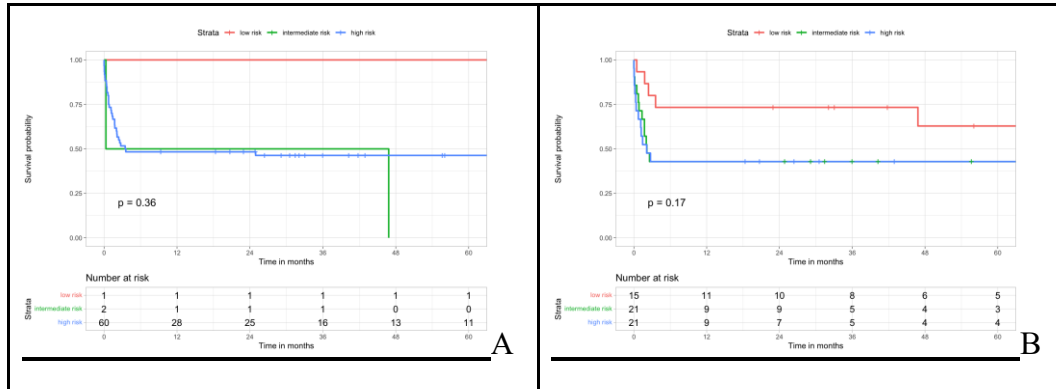 Strata low risk intermediate risk high risk
1.00
0.75
0.50
0.25
0.00
Survival probability
p = 0.36
0 12 24 36 48 60
Time in months
Number at risk
Strata
low risk 1 1 1 1 0 1
intermediate risk 2 1 1 1 0 0
high risk 60 28 25 16 13 11
0 12 24 36 48 60
Time in months
A
Strata low risk intermediate risk high risk
1.00
0.75
0.50
0.25
0.00
Survival probability
p = 0.17
0 12 24 36 48 60
Time in months
Number at risk
Strata
low risk 15 11 10 8 6 5
intermediate risk 21 9 9 5 4 3
high risk 21 9 7 5 4 4
0 12 24 36 48 60
Time in months
B